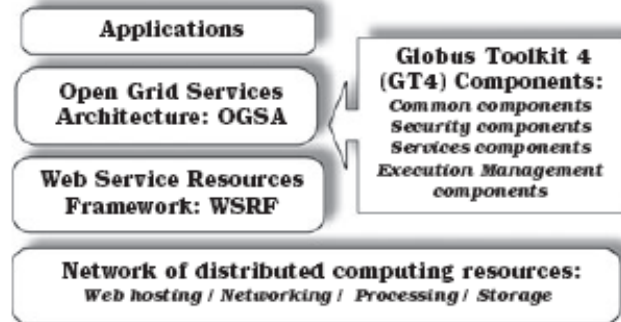 Applications
Open Grid Services
Architecture: OGSA
Web Service Resources
Framework: WSRF
Globus Toolkit 4
(GT4) Components:
Common components
Security components
Services components
Execution Management
components
Network of distributed computing resources:
Web hosting / Networking / Processing / Storage